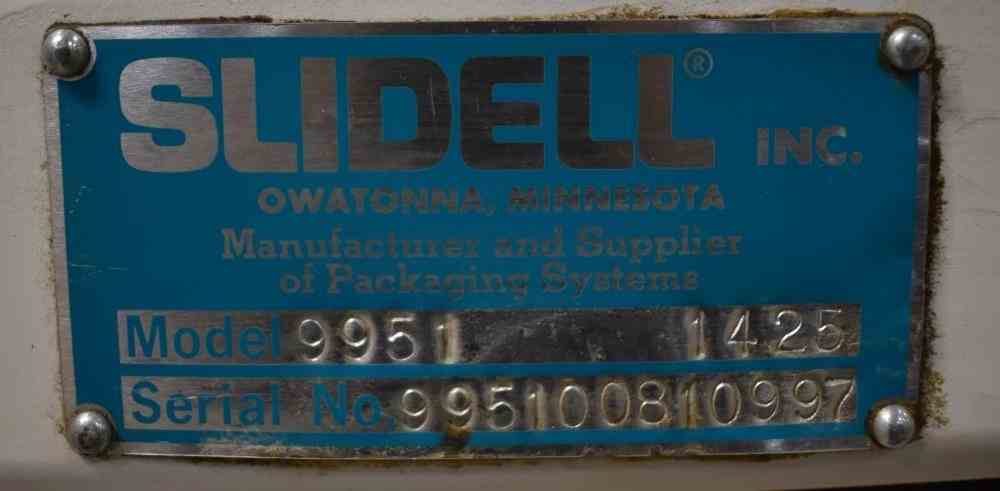 SLIDELL® INC.
OWATONNA, MINNESOTA
Manufacturer and Supplier
of Packaging Systems
Model 9951 1425
Serial No. 995100810997